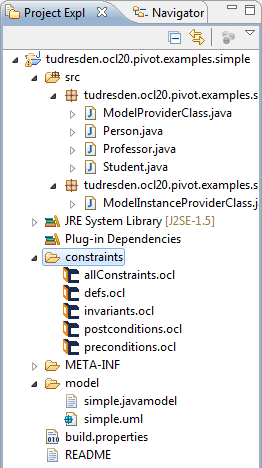 Project Expl
Navigator
tudresden.ocl20.pivot.examples.simple
src
tudresden.ocl20.pivot.examples.s
ModelProviderClass.java
Person.java
Professor.java
Student.java
tudresden.ocl20.pivot.examples.s
ModelInstanceProviderClass.j
JRE System Library [J2SE-1.5]
Plug-in Dependencies
constraints
allConstraints.ocl
defs.ocl
invariants.ocl
postconditions.ocl
preconditions.ocl
META-INF
model
simple.javamodel
simple.uml
build.properties
README